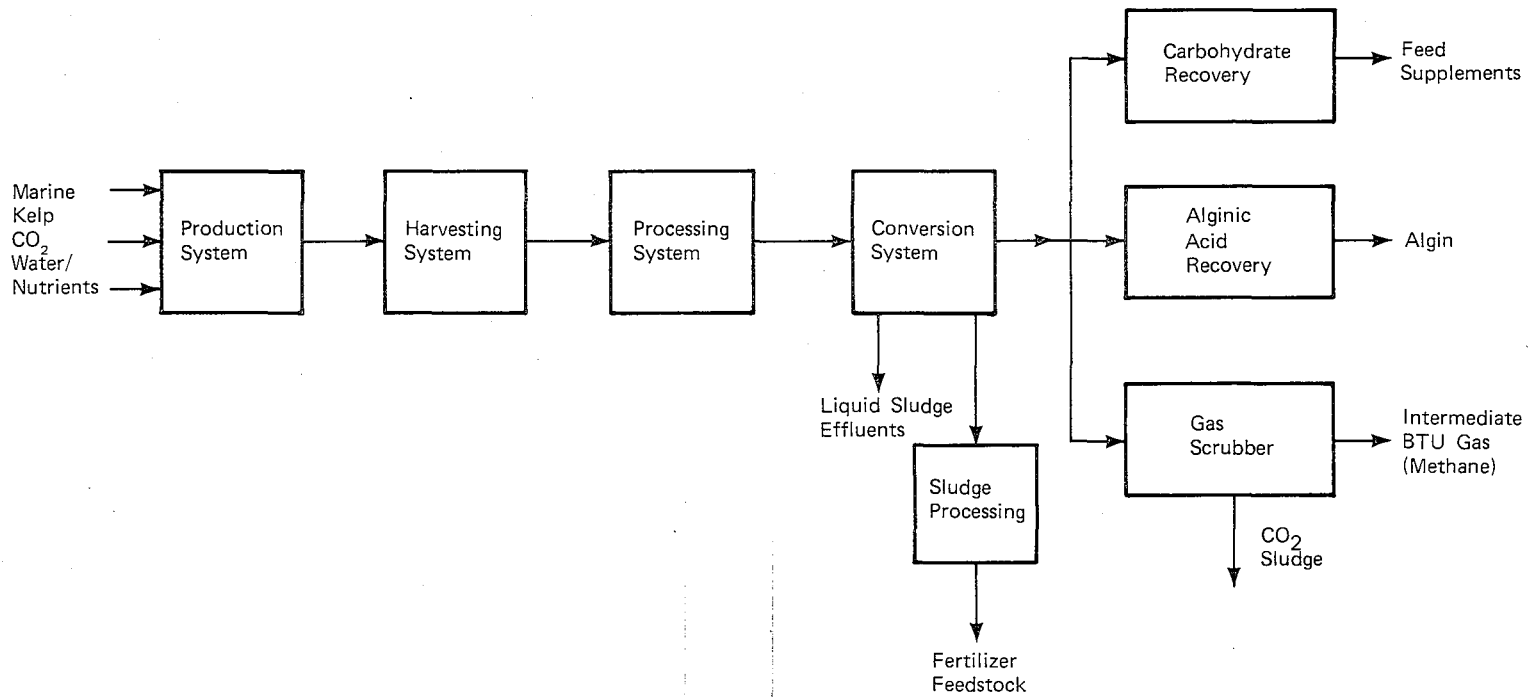 Marine
Kelp
CO2
Water/
Nutrients
Production
System
Harvesting
System
Processing
System
Conversion
System
Carbohydrate
Recovery
Feed
Supplements
Alginic
Acid
Recovery
Algin
Gas
Scrubber
Intermediate
BTU Gas
(Methane)
CO2
Sludge
Liquid Sludge
Effluents
Sludge
Processing
Fertilizer
Feedstock